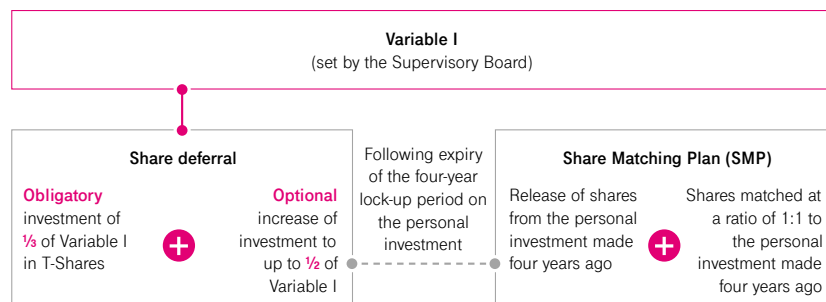 Variable I
(set by the Supervisory Board)
Share deferral
Obligatory
investment of
⅓ of Variable I
in T-Shares
+
Optional
increase of
investment to
up to ½ of
Variable I
Following expiry
of the four-year
lock-up period on
the personal
investment
Share Matching Plan (SMP)
Release of shares
from the personal
investment made
four years ago
+
Shares matched at
a ratio of 1:1 to
the personal
investment made
four years ago